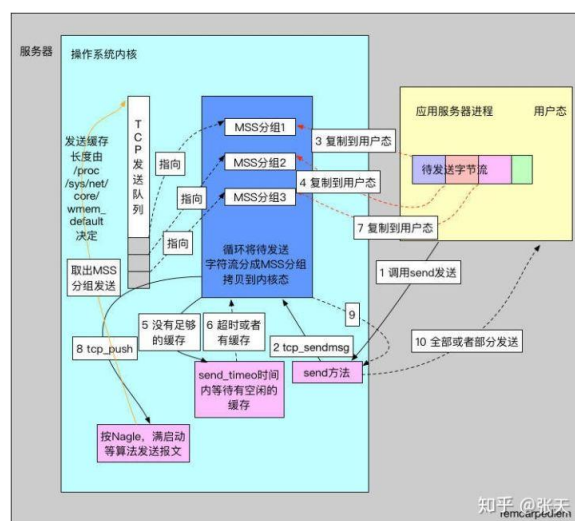 服务器
操作系统内核
发送缓存
长度由
/proc
/sys/net/
core/
wmem_
default
决定
T
C
P
发
送
队
列
指向
指向
指向
MSS分组1
MSS分组2
MSS分组3
循环将待发送
字符流分成MSS分组
拷贝到内核态
应用服务器进程
用户态
待发送字节流
3 复制到用户态
4 复制到用户态
7 复制到用户态
1 调用send发送
取出MSS
分组发送
5 没有足够
的缓存
6 超时或者
有缓存
9
8 tcp_push
2 tcp_sendmsg
10 全部或者部分发送
send_timeo时间
内等待有空闲的
缓存
send方法
按Nagle，满启动
等算法发送报文
知乎 @张天
remcarpediem